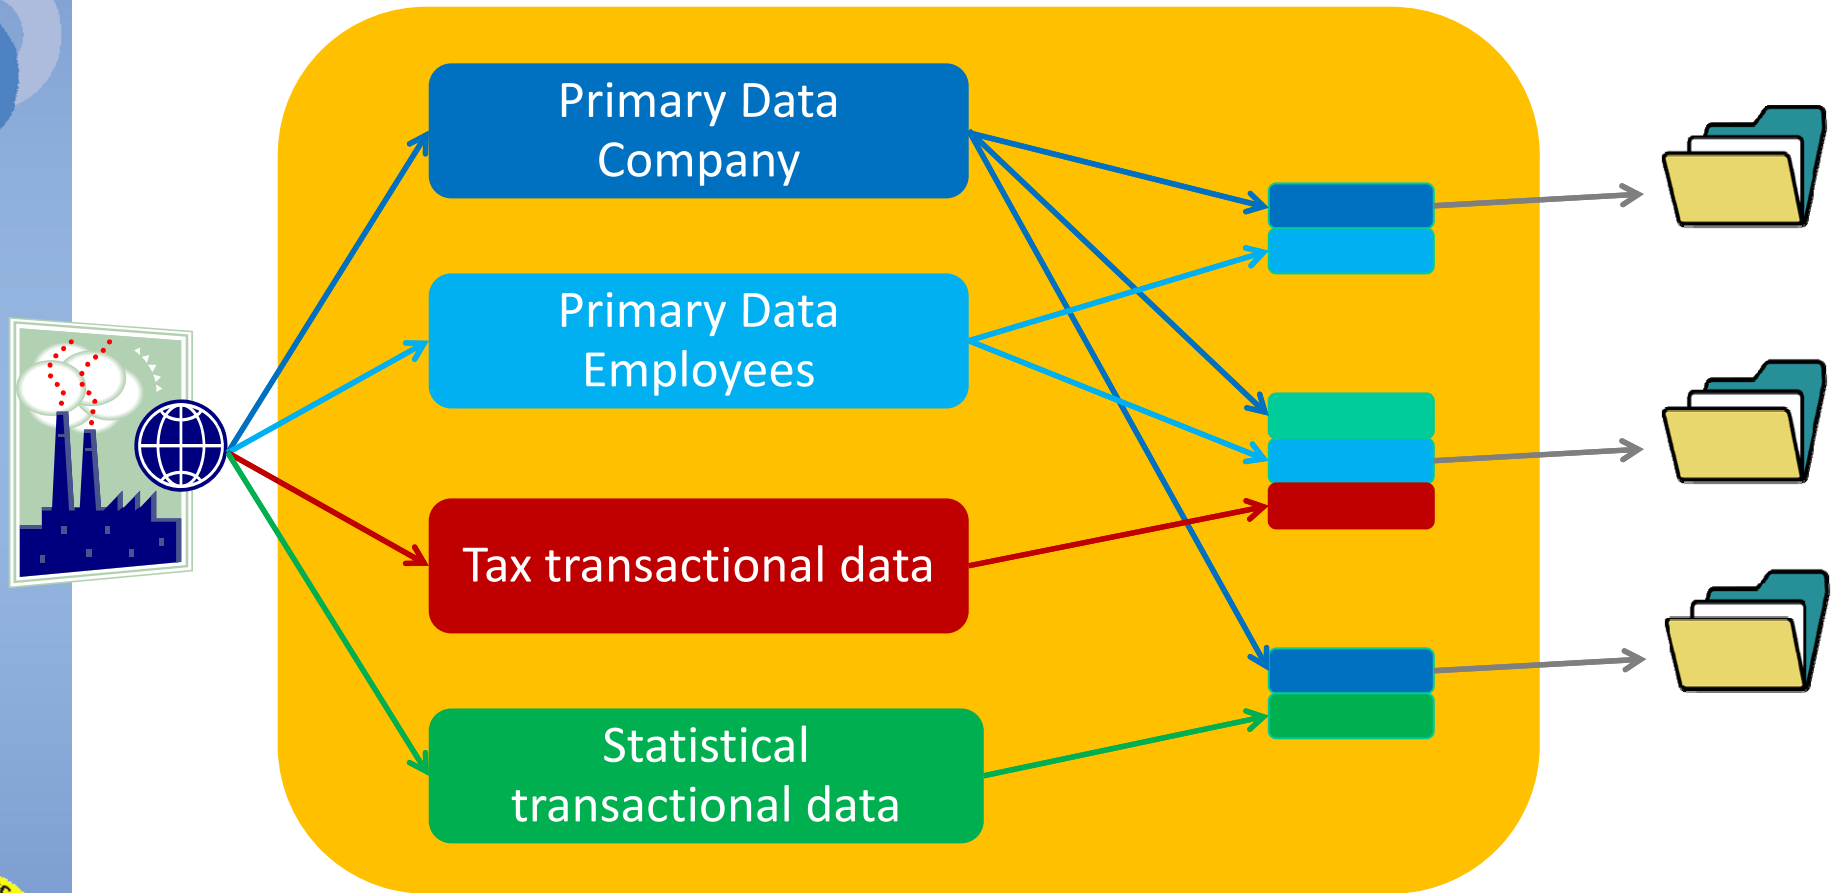 Primary Data
Company
Primary Data
Employees
Tax transactional data
Statistical
transactional data